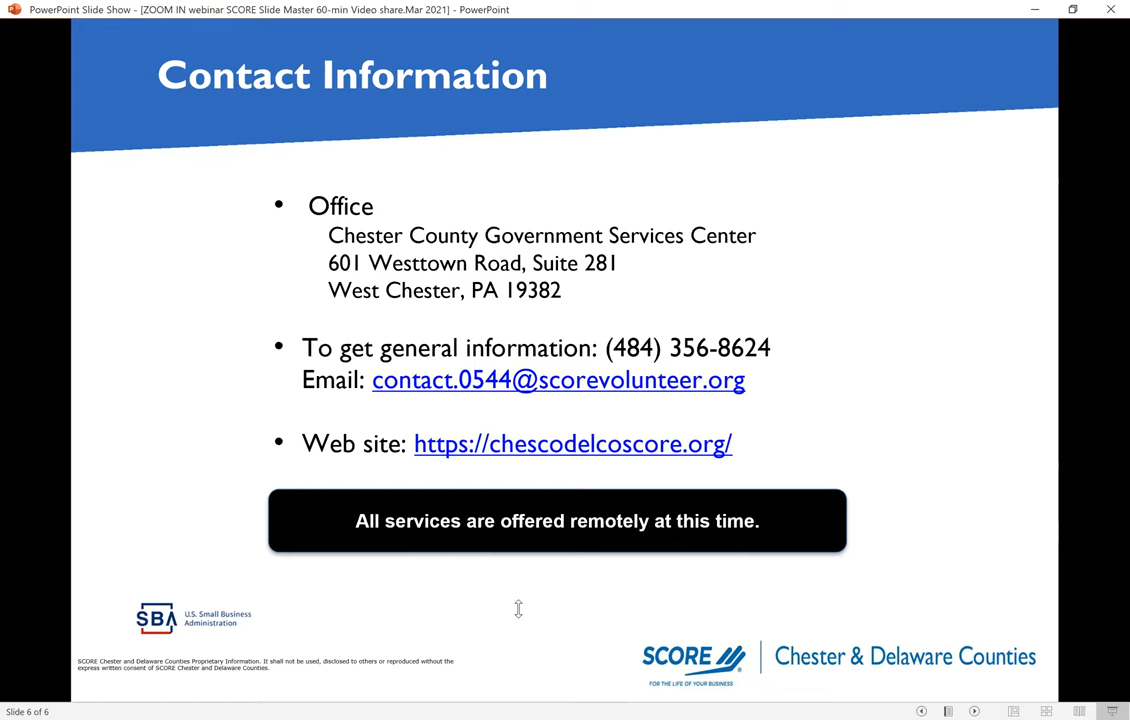 PowerPoint Slide Show - [ZOOM IN webinar SCORE Slide Master 60-min Video share.Mar 2021] - PowerPoint
Contact Information
• Office
Chester County Government Services Center
601 Westtown Road, Suite 281
West Chester, PA 19382
• To get general information: (484) 356-8624
Email: contact.0544@scorevolunteer.org
• Web site: https://chescodelcoscore.org/
All services are offered remotely at this time.
SBA U.S. Small Business
Administration
SCORE Chester and Delaware Counties Proprietary Information. It shall not be used, disclosed to others or reproduced without the
express written consent of SCORE Chester and Delaware Counties.
SCORE ® Chester & Delaware Counties
FOR THE LIFE OF YOUR BUSINESS
Slide 6 of 6